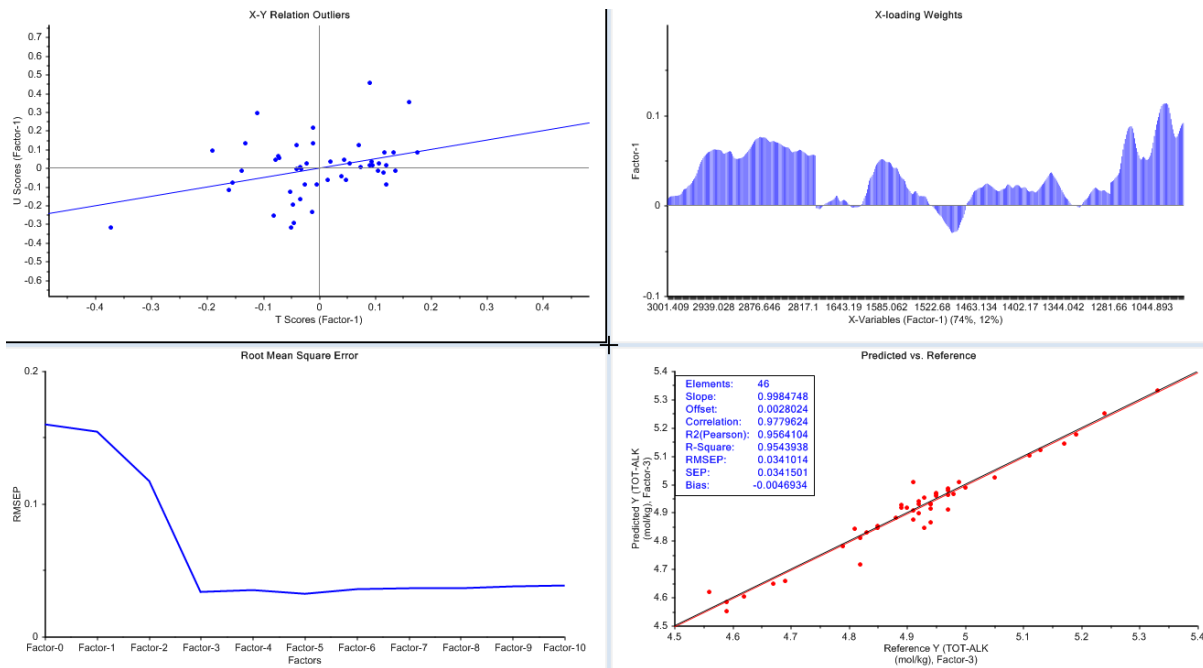 X-Y Relation Outliers
0.7
0.6
0.5
0.4
0.3
0.2
0.1
0
-0.1
-0.2
-0.3
-0.4
-0.5
-0.6
U Scores (Factor-1)
-0.4 -0.3 -0.2 -0.1 0 0.1 0.2 0.3 0.4
T Scores (Factor-1)
X-loading Weights
0.1
0
-0.1
Factor-1
3001.409 2939.028 2876.646 2817.1 1643.19 1585.062 1522.68 1463.134 1402.17 1344.042 1281.66 1044.893
X-Variables (Factor-1) (74%, 12%)
Root Mean Square Error
0.2
0.1
0
RMSEP
Factor-0 Factor-1 Factor-2 Factor-3 Factor-4 Factor-5 Factor-6 Factor-7 Factor-8 Factor-9 Factor-10
Factors
Predicted vs. Reference
5.4
5.3
5.2
5.1
5
4.9
4.8
4.7
4.6
4.5
Predicted Y (TOT-ALK
(mol/kg), Factor-3)
Elements: 46
Slope: 0.9984748
Offset: 0.0028024
Correlation: 0.9779624
R2(Pearson): 0.9564104
R-Square: 0.9543938
RMSEP: 0.0341014
SEP: 0.0341501
Bias: -0.0046934
4.5 4.6 4.7 4.8 4.9 5 5.1 5.2 5.3 5.4
Reference Y (TOT-ALK
(mol/kg), Factor-3)